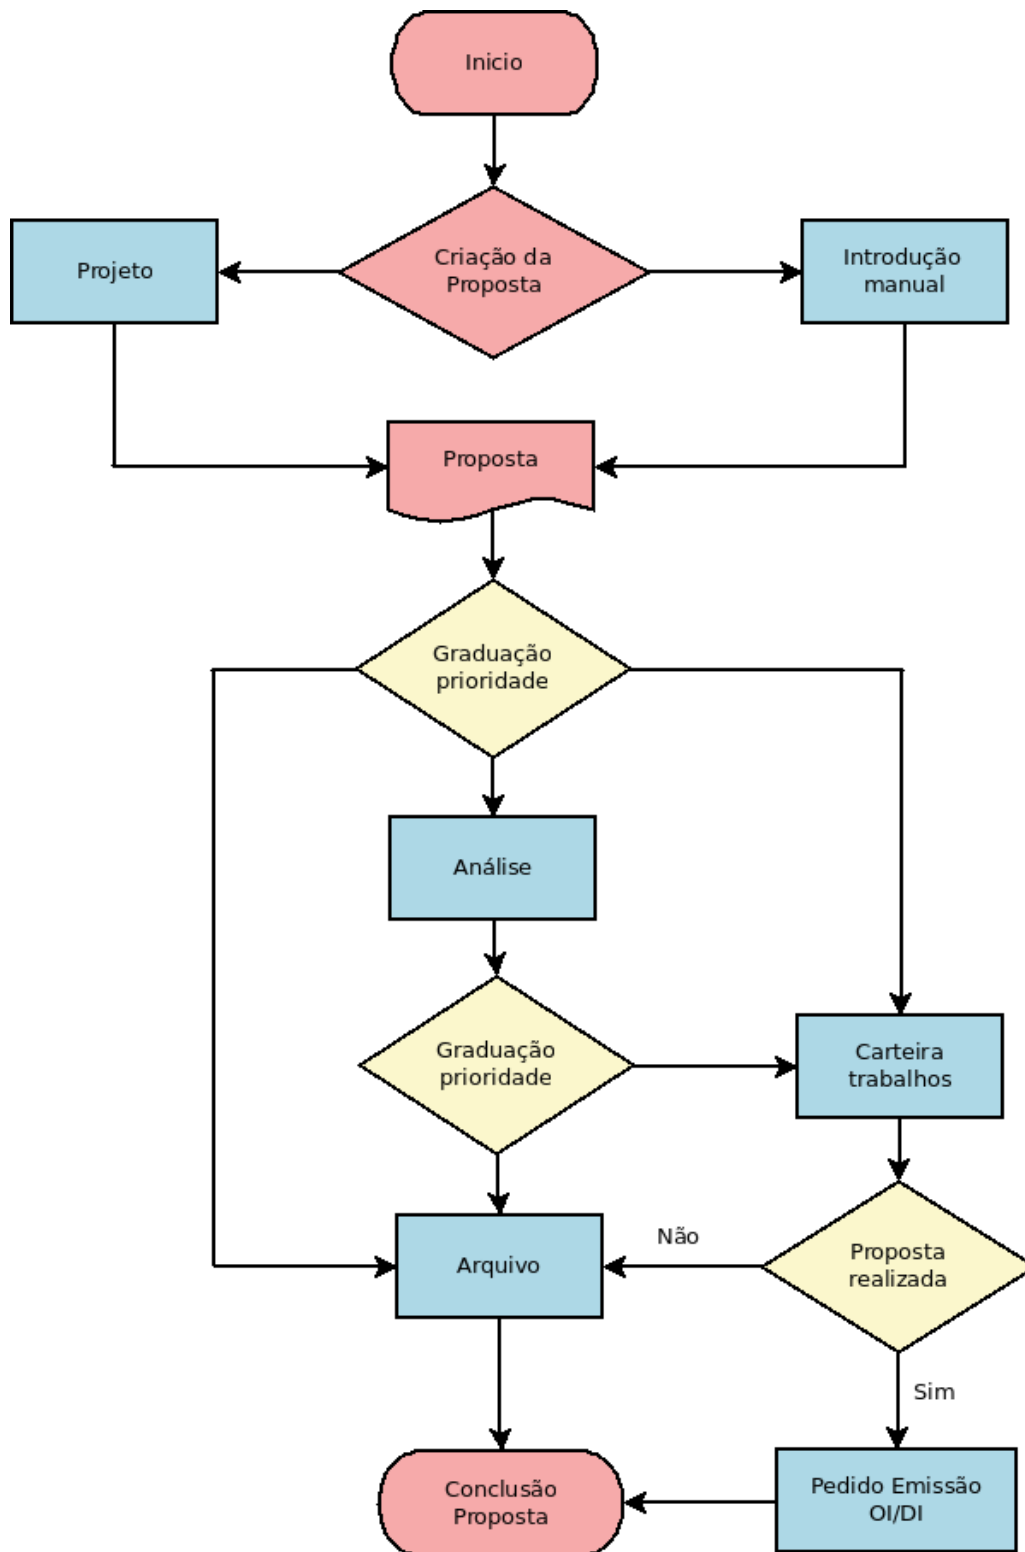 Inicio
Criação da
Proposta
Projeto
Introdução
manual
Proposta
Graduação
prioridade
Análise
Graduação
prioridade
Carteira
trabalhos
Não
Arquivo
Proposta
realizada
Sim
Conclusão
Proposta
Pedido Emissão
OI/DI